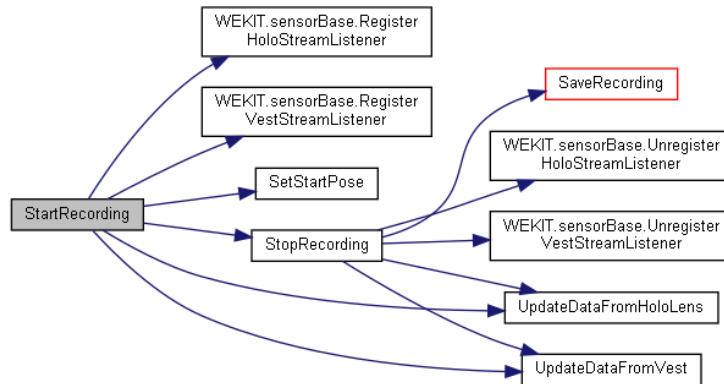 WEKIT.sensorBase.Register
HoloStreamListener
WEKIT.sensorBase.Register
VestStreamListener
SetStartPose
StartRecording
StopRecording
SaveRecording
WEKIT.sensorBase.Unregister
HoloStreamListener
WEKIT.sensorBase.Unregister
VestStreamListener
UpdateDataFromHoloLens
UpdateDataFromVest